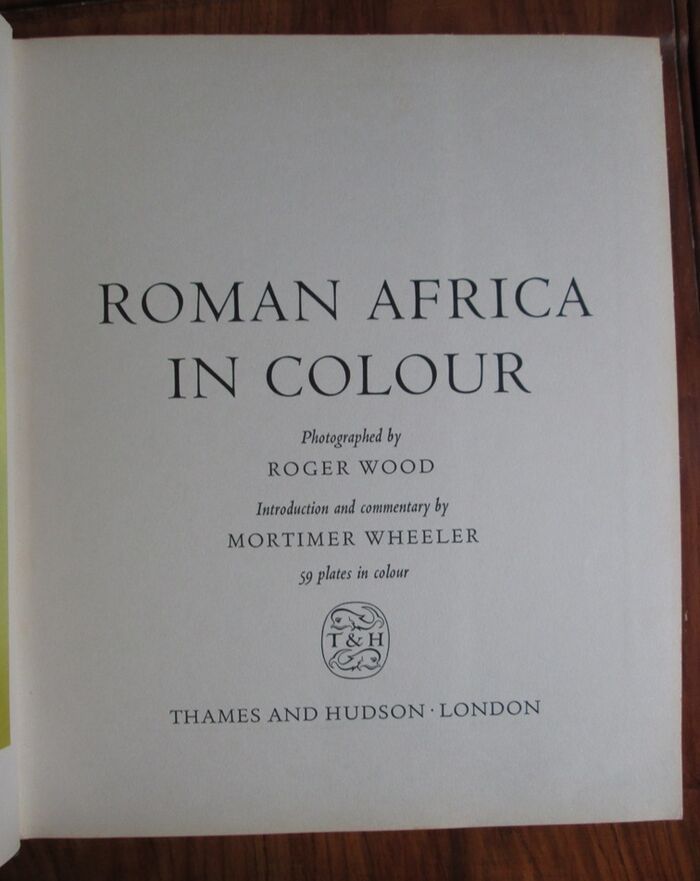 ROMAN AFRICA
IN COLOUR
Photographed by
ROGER WOOD
Introduction and commentary by
MORTIMER WHEELER
59 plates in colour
T & H
THAMES AND HUDSON · LONDON